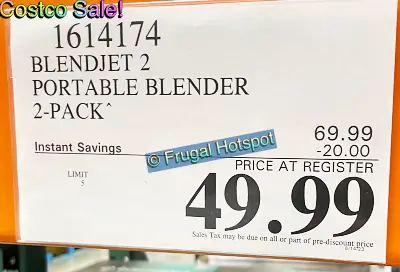 Costco Sale!
1614174
BLENDJET 2
PORTABLE BLENDER
2-PACK^
69.99
Instant Savings -20.00
© Frugal Hotspot
PRICE AT REGISTER
LIMIT
5
49.99
Sales Tax may be due on all or part of pre-discount price